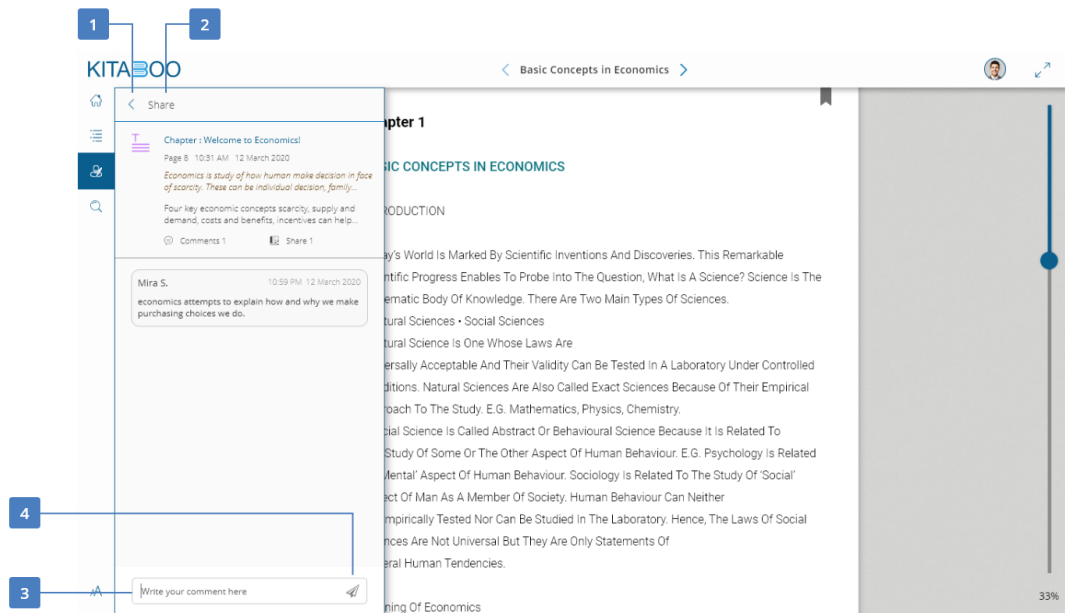 1
2
KITABOO
Basic Concepts in Economics
Share
Chapter : Welcome to Economics!
Page 8 10:31 AM 12 March 2020
Economics is study of how human make decision in face
of scarcity. These can be individual decision, family...
Four key economic concepts scarcity, supply and
demand, costs and benefits, incentives can help...
Comments 1
Share 1
Mira S.
10:59 PM 12 March 2020
economics attempts to explain how and why we make
purchasing choices we do.
4
3
AA
Write your comment here
apter 1
SIC CONCEPTS IN ECONOMICS
RODUCTION
ay's World Is Marked By Scientific Inventions And Discoveries. This Remarkable
ntific Progress Enables To Probe Into The Question, What Is A Science? Science Is The
ematic Body Of Knowledge. There Are Two Main Types Of Sciences.
tural Sciences • Social Sciences
tural Science Is One Whose Laws Are
ersally Acceptable And Their Validity Can Be Tested In A Laboratory Under Controlled
ditions. Natural Sciences Are Also Called Exact Sciences Because Of Their Empirical
roach To The Study. E.G. Mathematics, Physics, Chemistry.
cial Science Is Called Abstract Or Behavioural Science Because It Is Related To
Study Of Some Or The Other Aspect Of Human Behaviour. E.G. Psychology Is Related
Mental' Aspect Of Human Behaviour. Sociology Is Related To The Study Of 'Social'
ect Of Man As A Member Of Society. Human Behaviour Can Neither
mpirically Tested Nor Can Be Studied In The Laboratory. Hence, The Laws Of Social
nces Are Not Universal But They Are Only Statements Of
eral Human Tendencies.
ning Of Economics
33%